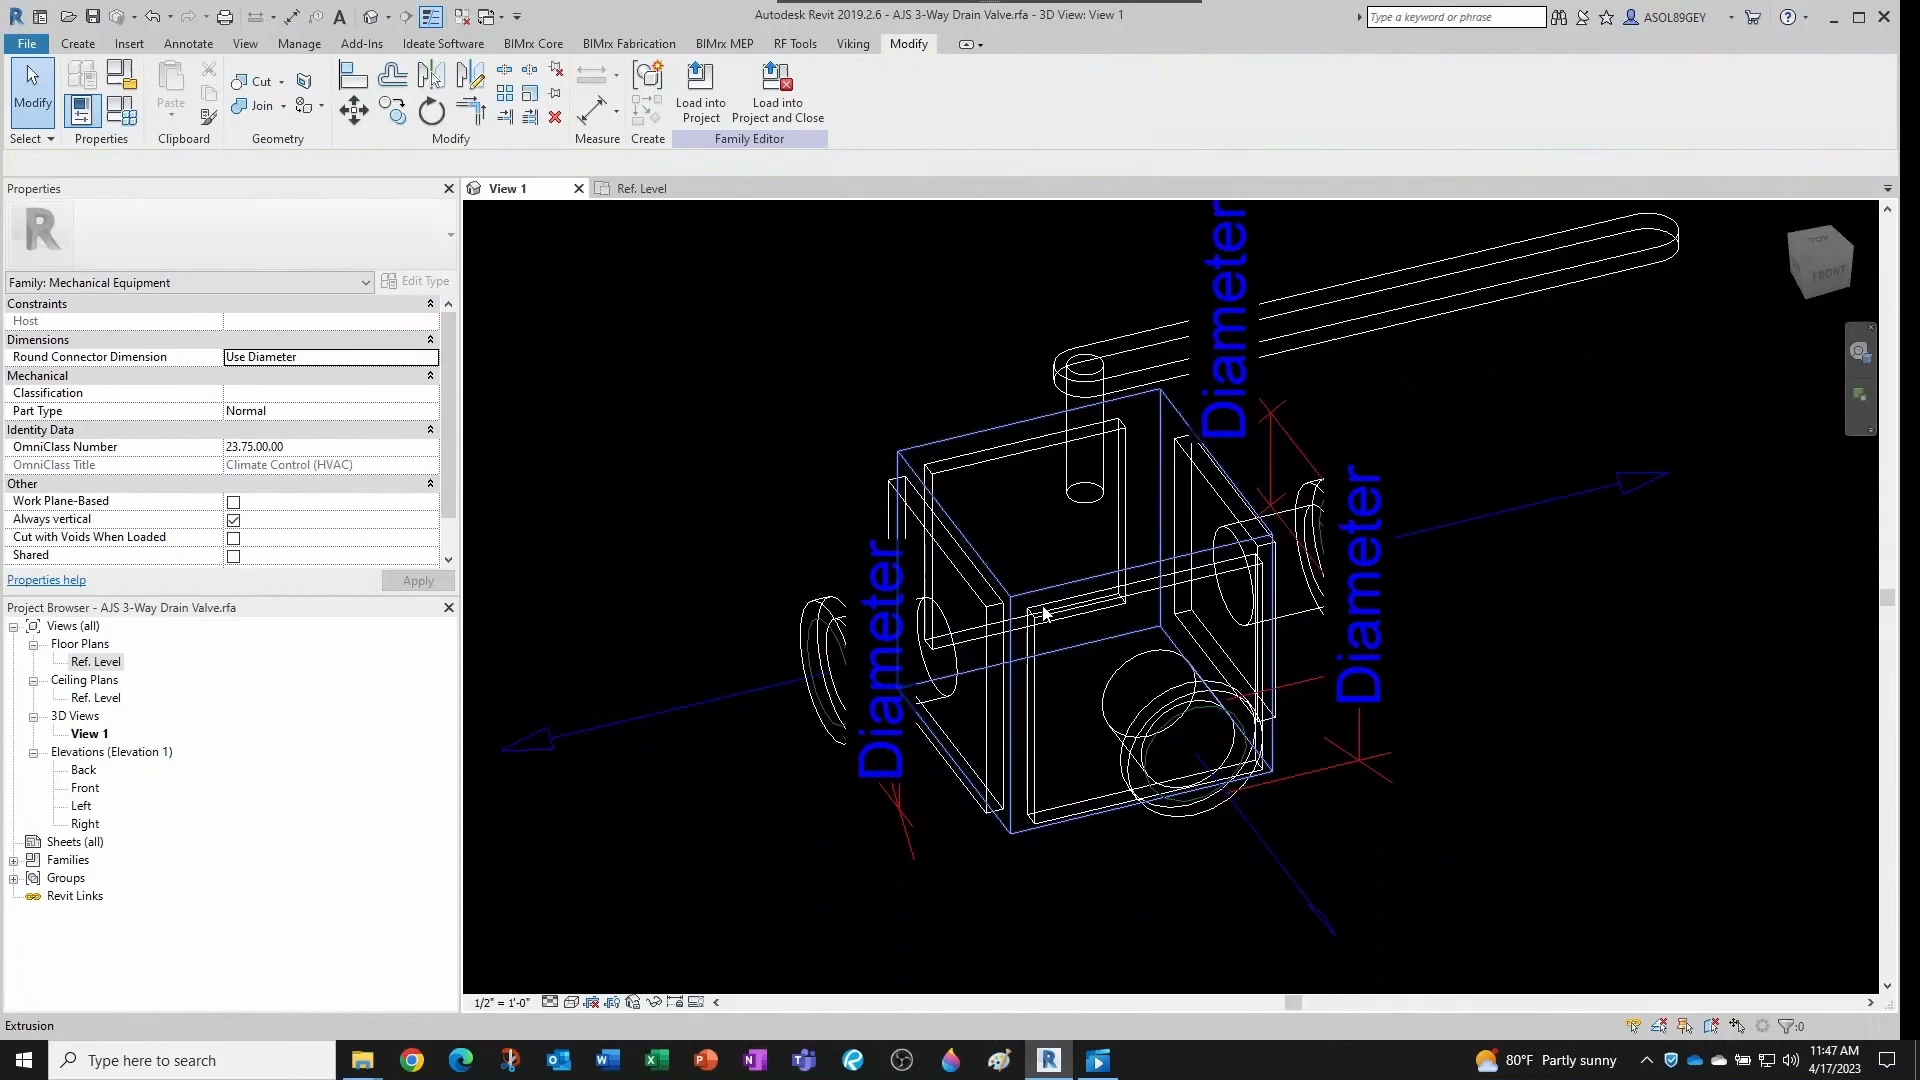 Autodesk Revit 2019.2.6 - AJS 3-Way Drain Valve.rfa - 3D View: View 1
Type a keyword or phrase
ASOL89GEY
File Create Insert Annotate View Manage Add-Ins Ideate Software BIMrx Core BIMrx Fabrication BIMrx MEP RF Tools Viking Modify
Modify
Paste
Cut
Join
Load into Project
Load into Project and Close
Select Properties Clipboard Geometry Modify Measure Create Family Editor
Properties
View 1
Ref. Level
R
Family: Mechanical Equipment
Edit Type
Constraints
Host
Dimensions
Round Connector Dimension Use Diameter
Mechanical
Classification
Part Type Normal
Identity Data
OmniClass Number 23.75.00.00
OmniClass Title Climate Control (HVAC)
Other
Work Plane-Based
Always vertical
Cut with Voids When Loaded
Shared
Properties help
Apply
Project Browser - AJS 3-Way Drain Valve.rfa
Views (all)
Floor Plans
Ref. Level
Ceiling Plans
Ref. Level
3D Views
View 1
Elevations (Elevation 1)
Back
Front
Left
Right
Sheets (all)
Families
Groups
Revit Links
Diameter
Diameter
Diameter
TOP
FRONT
1/2" = 1'-0"
Extrusion
:0
Type here to search
80°F Partly sunny
11:47 AM
4/17/2023